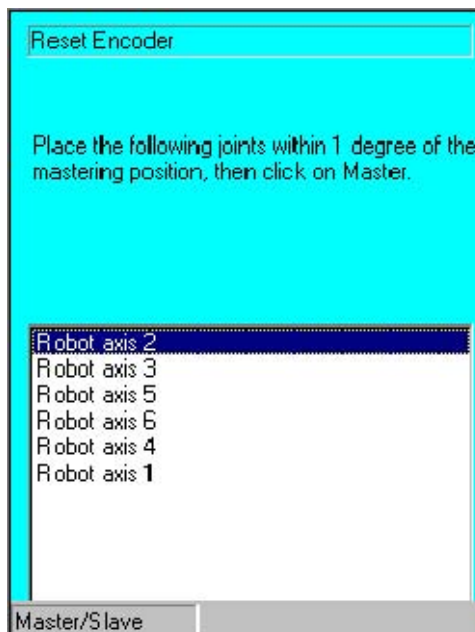 Reset Encoder
Place the following joints within 1 degree of the
mastering position, then click on Master.
Robot axis 2
Robot axis 3
Robot axis 5
Robot axis 6
Robot axis 4
Robot axis 1
Master/Slave